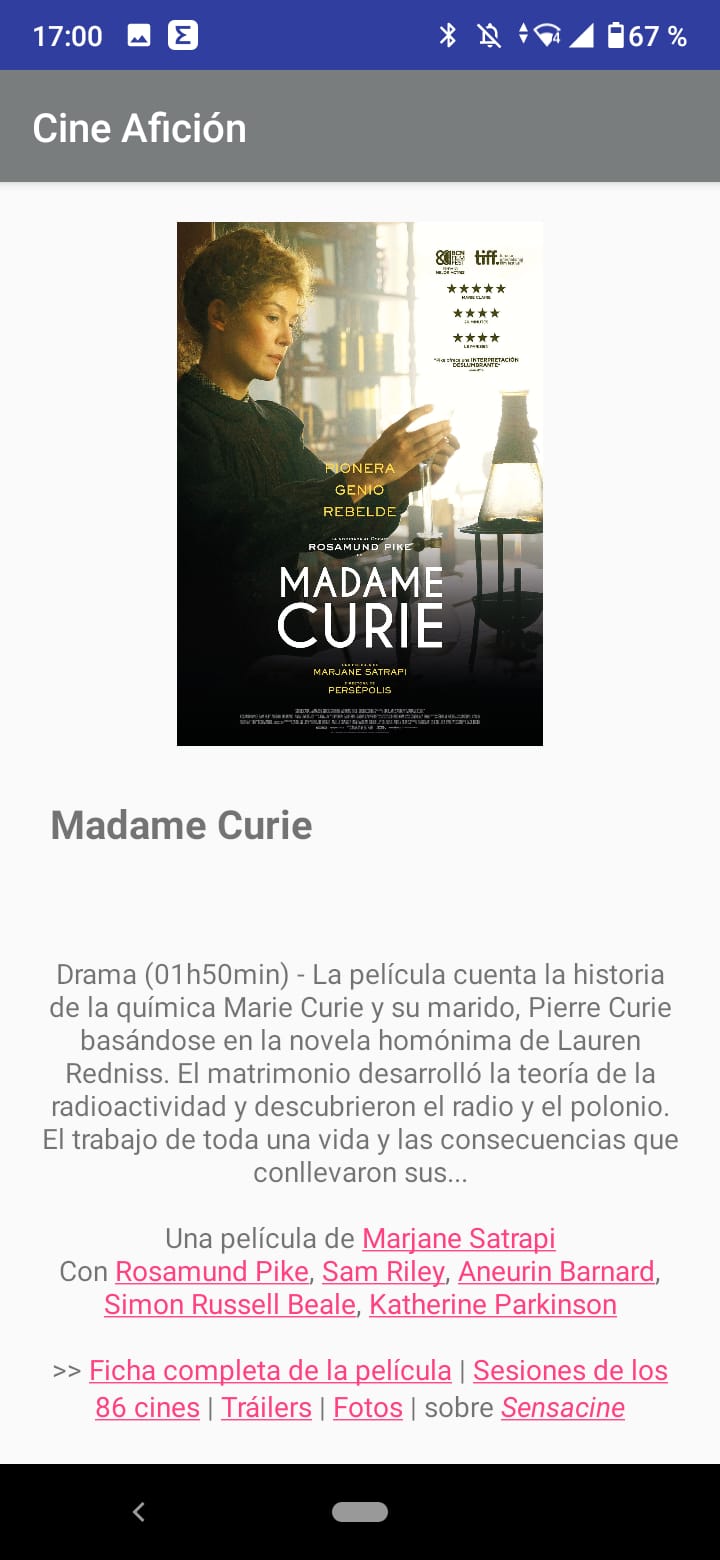 17:00
67 %
Cine Afición
BCN
FILM
FEST
tiff
MARIE CLAIRE
INTERPRETACIÓN
DESLUMBRANTE
PIONERA
GENIO
REBELDE
ROSAMUND PIKE
MADAME
CURIE
MARJANE SATRAPI
PERSÉPOLIS
Madame Curie
Drama (01h50min) - La película cuenta la historia
de la química Marie Curie y su marido, Pierre Curie
basándose en la novela homónima de Lauren
Redniss. El matrimonio desarrolló la teoría de la
radioactividad y descubrieron el radio y el polonio.
El trabajo de toda una vida y las consecuencias que
conllevaron sus...
Una película de Marjane Satrapi
Con Rosamund Pike, Sam Riley, Aneurin Barnard,
Simon Russell Beale, Katherine Parkinson
>> Ficha completa de la película | Sesiones de los
86 cines | Tráilers | Fotos | sobre Sensacine